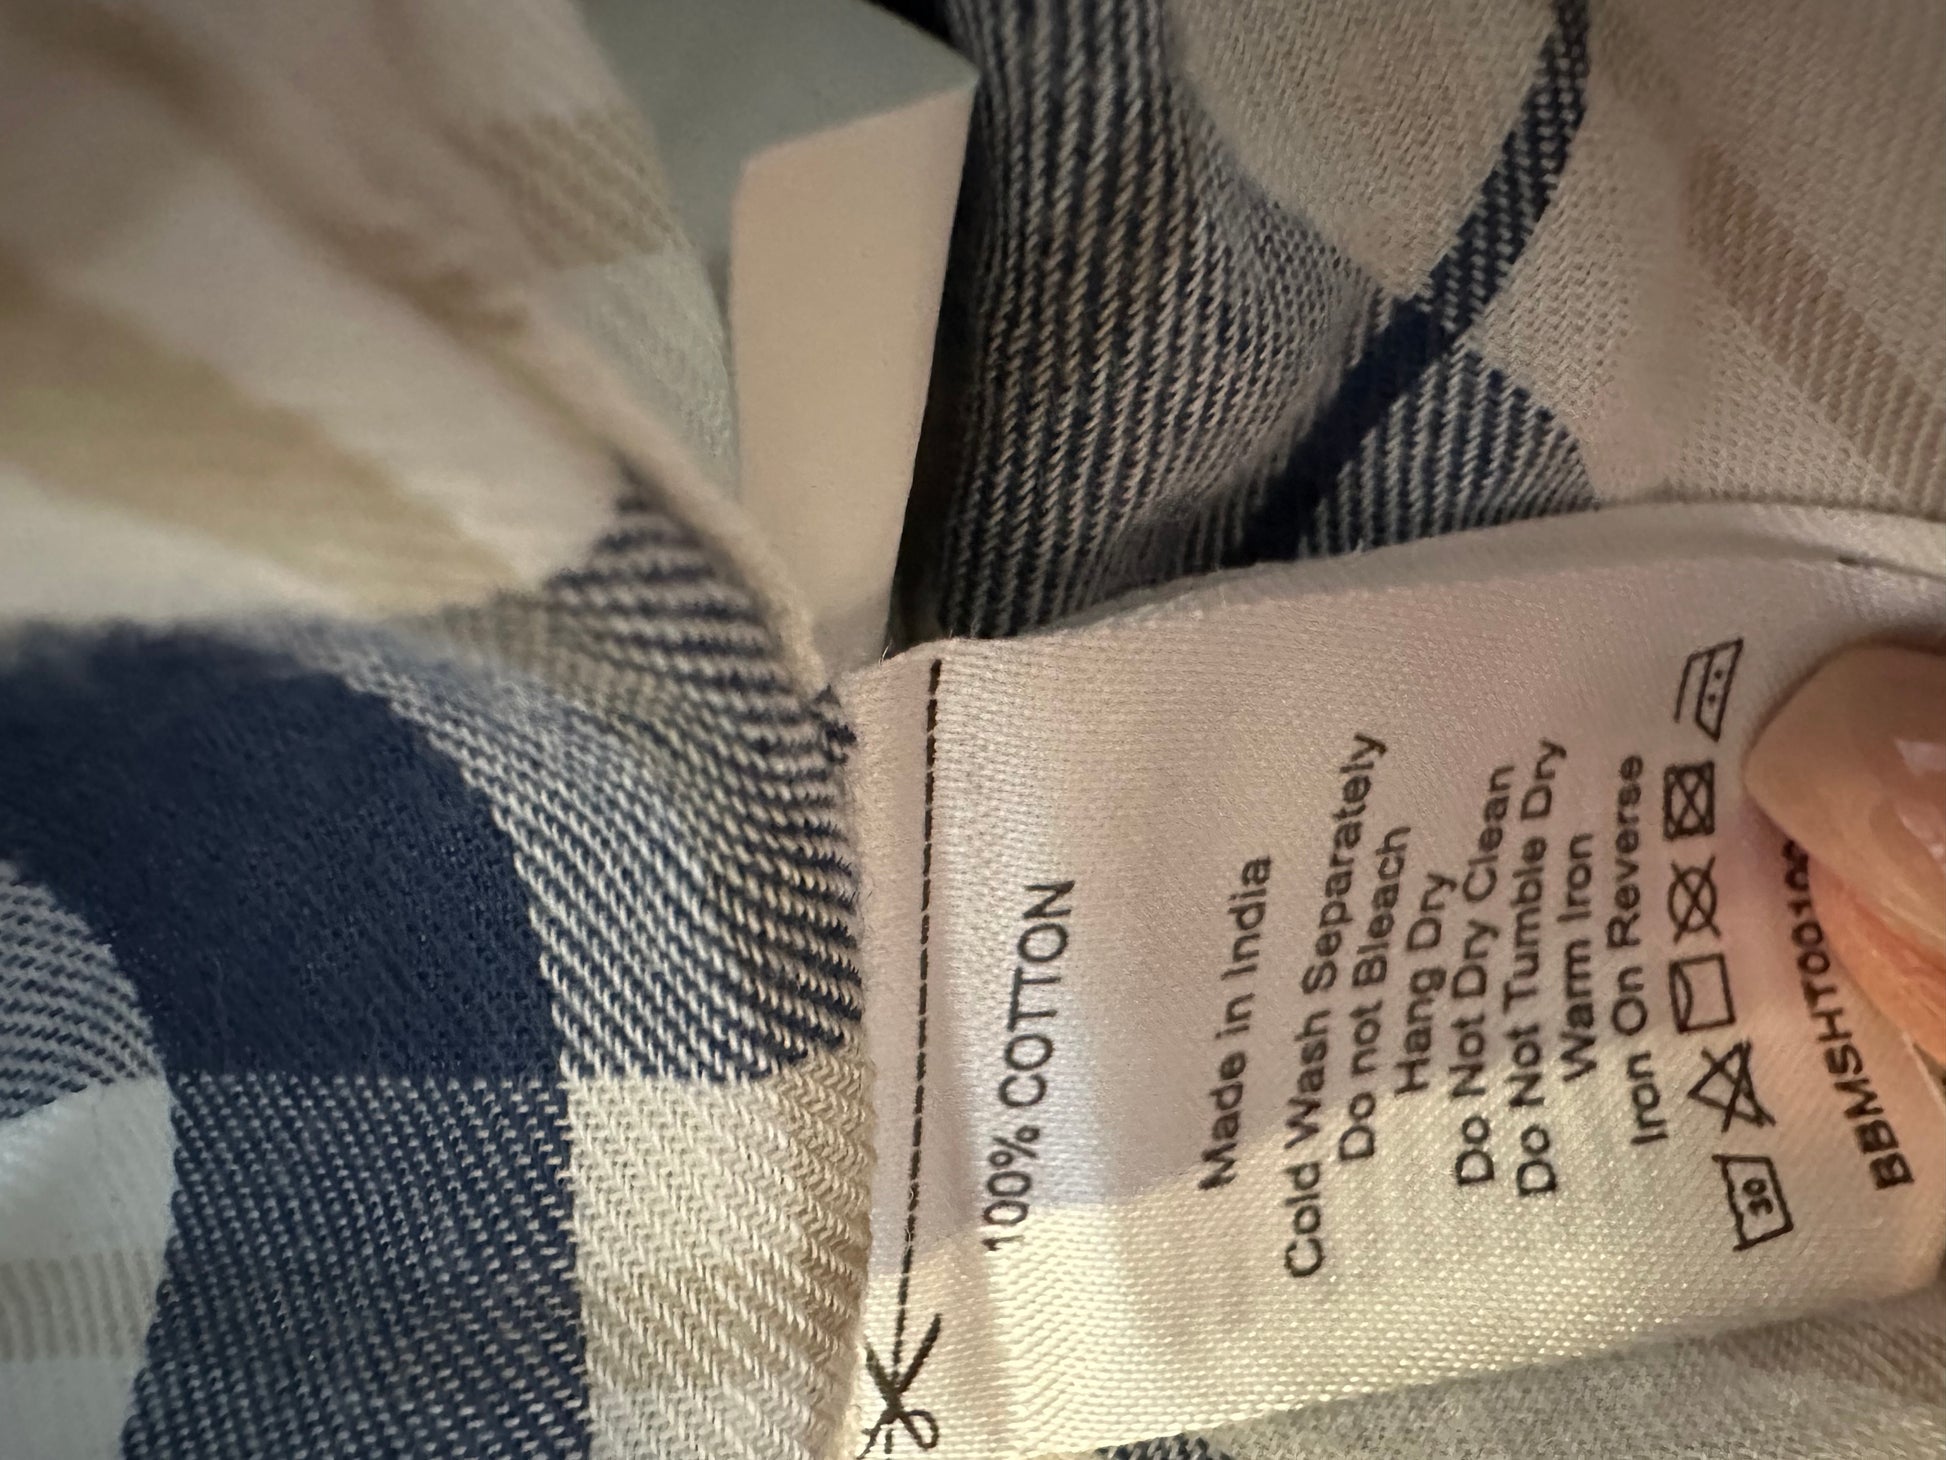 100% COTTON
Made in India
Cold Wash Separately
Do not Bleach
Hang Dry
Do Not Dry Clean
Do Not Tumble Dry
Warm Iron
Iron On Reverse
30